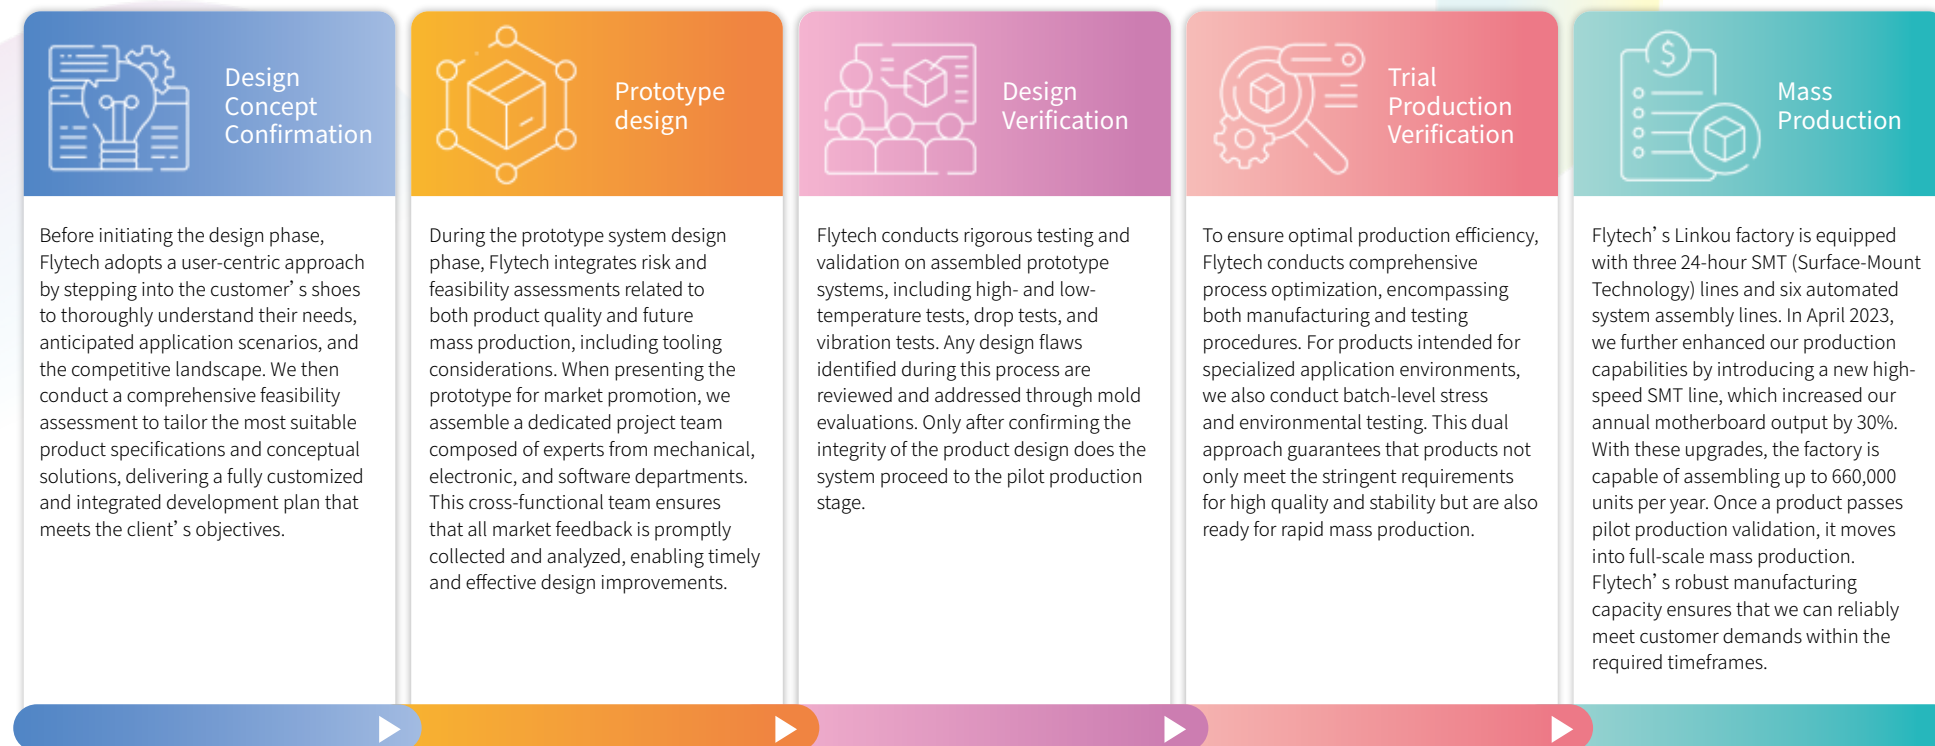 Design
Concept
Confirmation
Before initiating the design phase,
Flytech adopts a user-centric approach
by stepping into the customer’s shoes
to thoroughly understand their needs,
anticipated application scenarios, and
the competitive landscape. We then
conduct a comprehensive feasibility
assessment to tailor the most suitable
product specifications and conceptual
solutions, delivering a fully customized
and integrated development plan that
meets the client’s objectives.
Prototype
design
During the prototype system design
phase, Flytech integrates risk and
feasibility assessments related to
both product quality and future
mass production, including tooling
considerations. When presenting the
prototype for market promotion, we
assemble a dedicated project team
composed of experts from mechanical,
electronic, and software departments.
This cross-functional team ensures
that all market feedback is promptly
collected and analyzed, enabling timely
and effective design improvements.
Design
Verification
Flytech conducts rigorous testing and
validation on assembled prototype
systems, including high- and low-
temperature tests, drop tests, and
vibration tests. Any design flaws
identified during this process are
reviewed and addressed through mold
evaluations. Only after confirming the
integrity of the product design does the
system proceed to the pilot production
stage.
Trial
Production
Verification
To ensure optimal production efficiency,
Flytech conducts comprehensive
process optimization, encompassing
both manufacturing and testing
procedures. For products intended for
specialized application environments,
we also conduct batch-level stress
and environmental testing. This dual
approach guarantees that products not
only meet the stringent requirements
for high quality and stability but are also
ready for rapid mass production.
$
Mass
Production
Flytech’s Linkou factory is equipped
with three 24-hour SMT (Surface-Mount
Technology) lines and six automated
system assembly lines. In April 2023,
we further enhanced our production
capabilities by introducing a new high-
speed SMT line, which increased our
annual motherboard output by 30%.
With these upgrades, the factory is
capable of assembling up to 660,000
units per year. Once a product passes
pilot production validation, it moves
into full-scale mass production.
Flytech’s robust manufacturing
capacity ensures that we can reliably
meet customer demands within the
required timeframes.